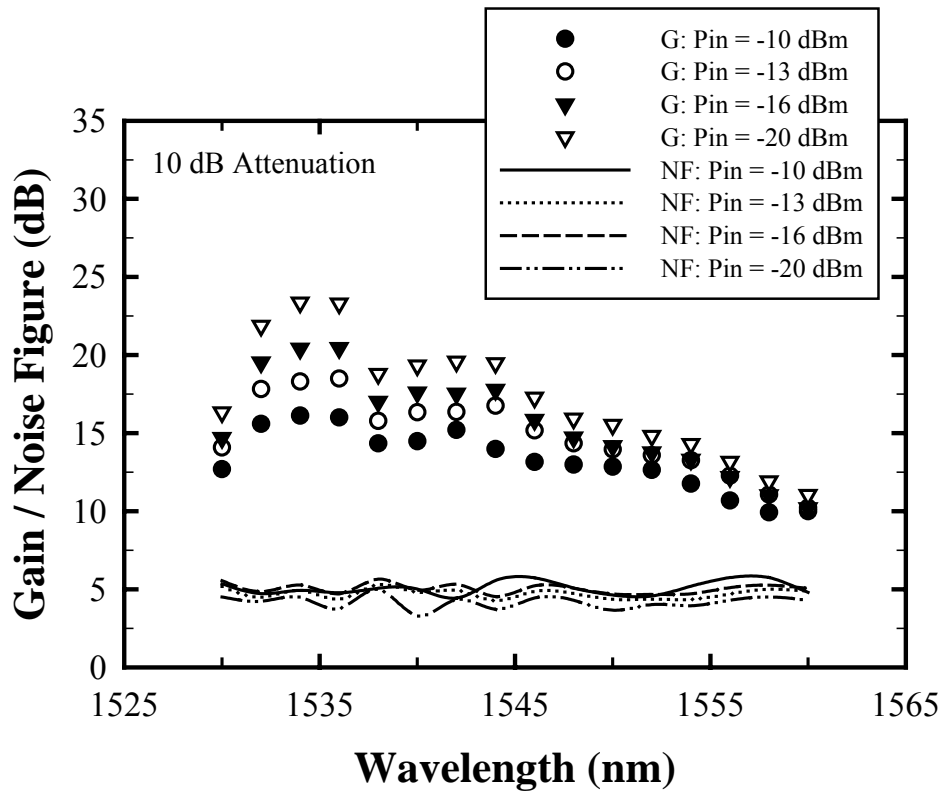 G: Pin = -10 dBm
G: Pin = -13 dBm
G: Pin = -16 dBm
G: Pin = -20 dBm
NF: Pin = -10 dBm
NF: Pin = -13 dBm
NF: Pin = -16 dBm
NF: Pin = -20 dBm
10 dB Attenuation
Gain / Noise Figure (dB)
35
30
25
20
15
10
5
0
1525
1535
1545
1555
1565
Wavelength (nm)